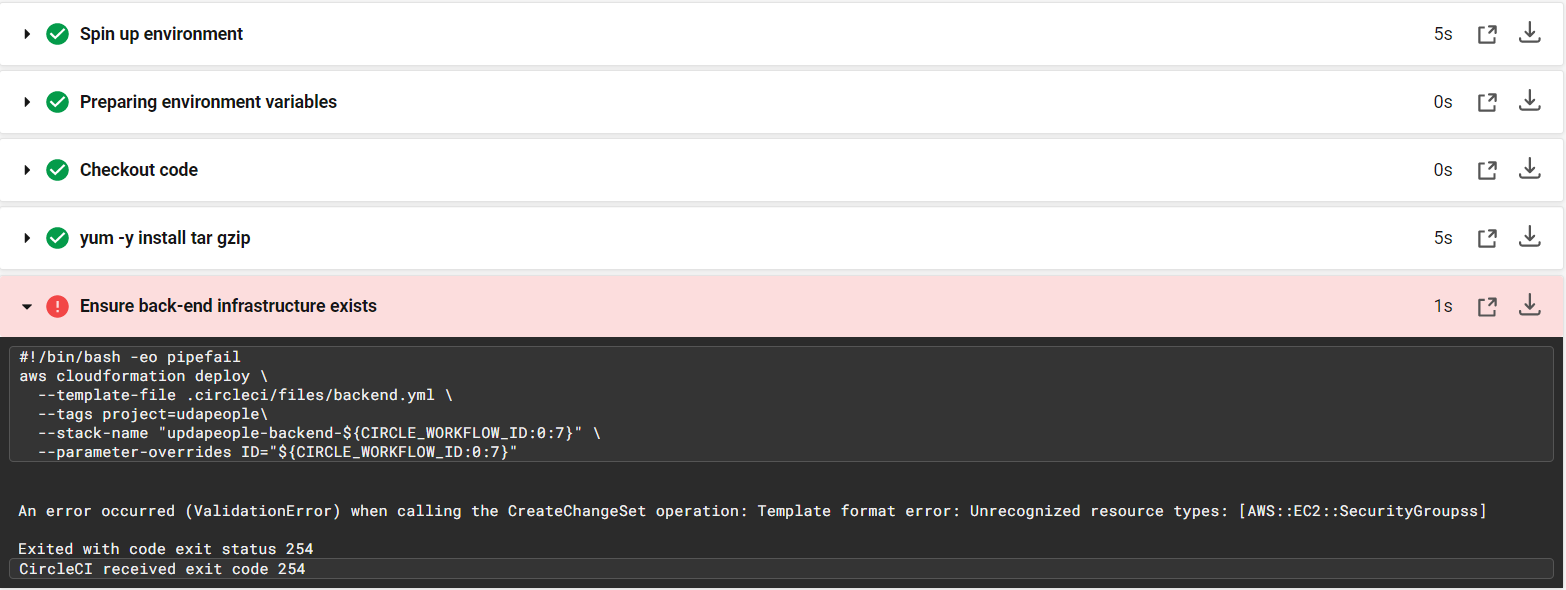 Spin up environment 5s
Preparing environment variables 0s
Checkout code 0s
yum -y install tar gzip 5s
Ensure back-end infrastructure exists 1s
#!/bin/bash -eo pipefail
aws cloudformation deploy \
--template-file .circleci/files/backend.yml \
--tags project=udapeople\
--stack-name "updapeople-backend-${CIRCLE_WORKFLOW_ID:0:7}" \
--parameter-overrides ID="${CIRCLE_WORKFLOW_ID:0:7}"
An error occurred (ValidationError) when calling the CreateChangeSet operation: Template format error: Unrecognized resource types: [AWS::EC2::SecurityGroupss]
Exited with code exit status 254
CircleCI received exit code 254